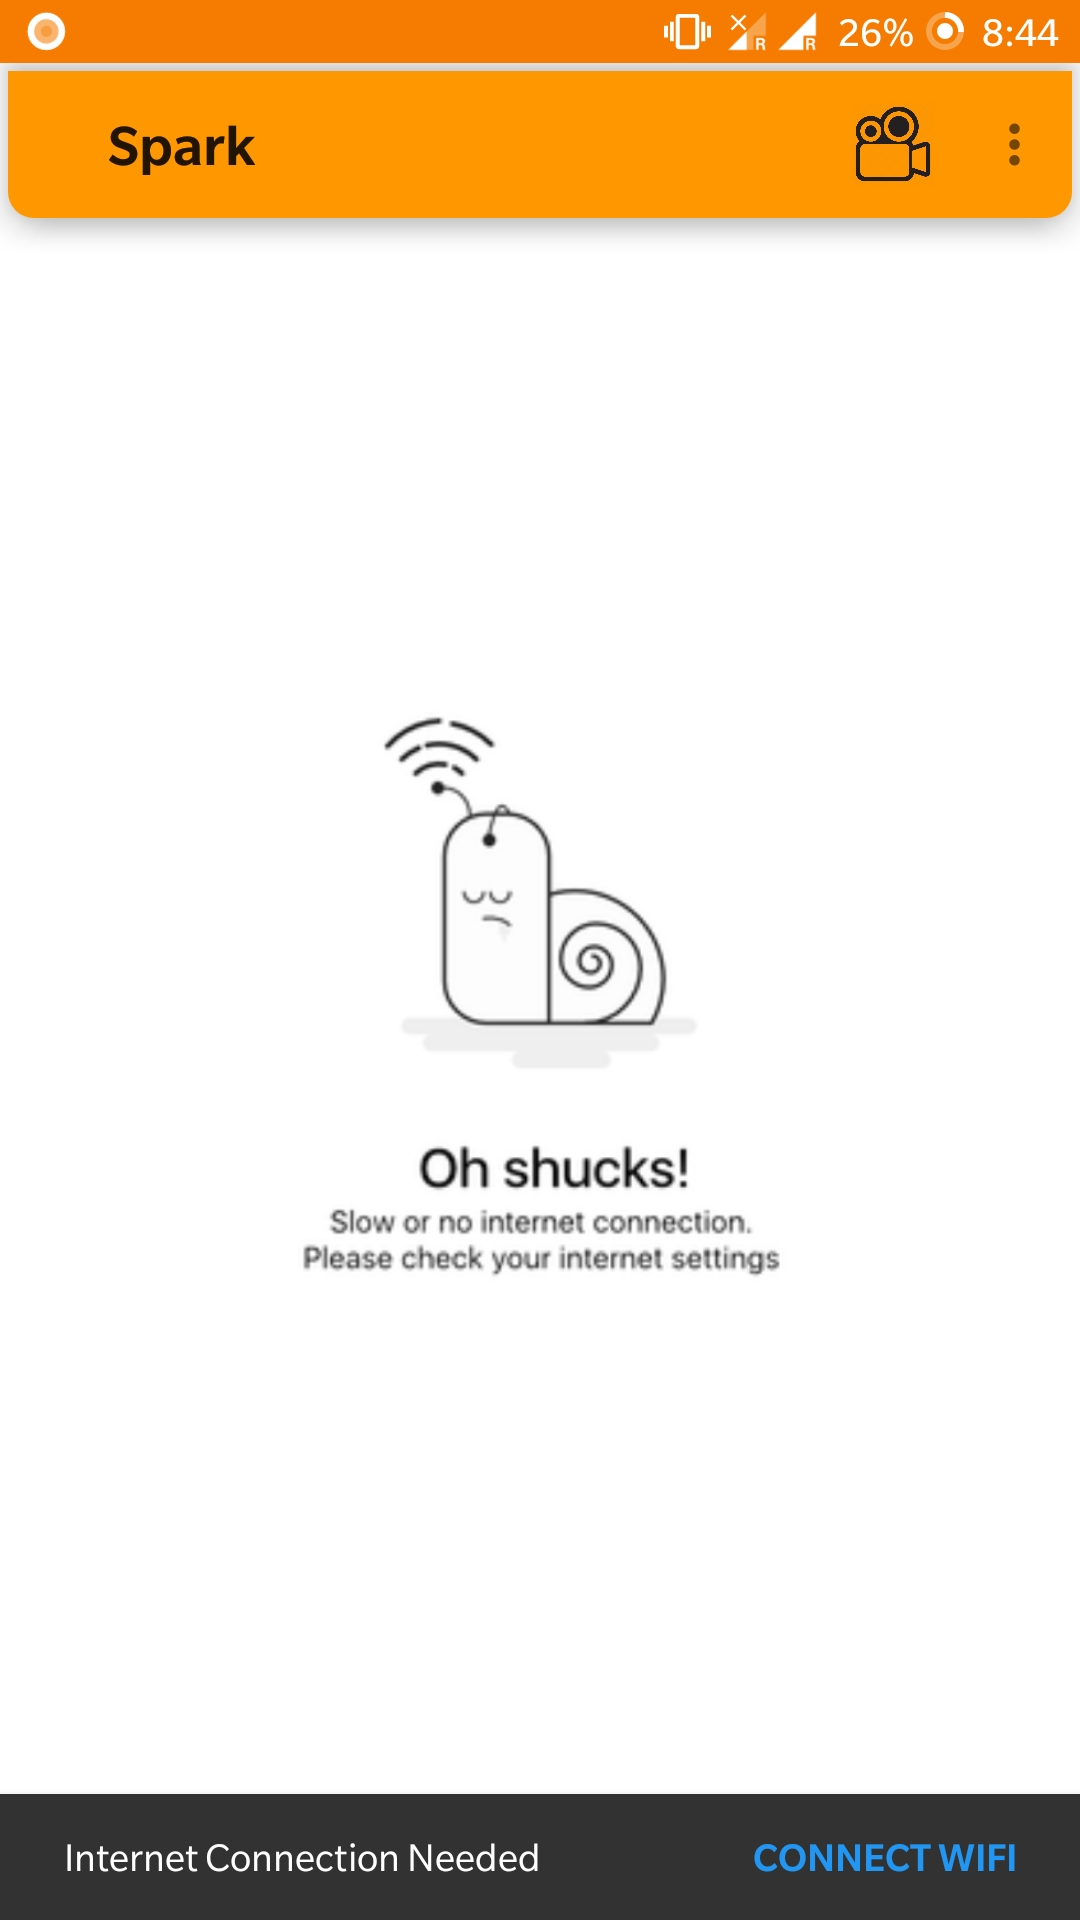 R R 26% 8:44
Spark
Oh shucks!
Slow or no internet connection.
Please check your internet settings
Internet Connection Needed CONNECT WIFI